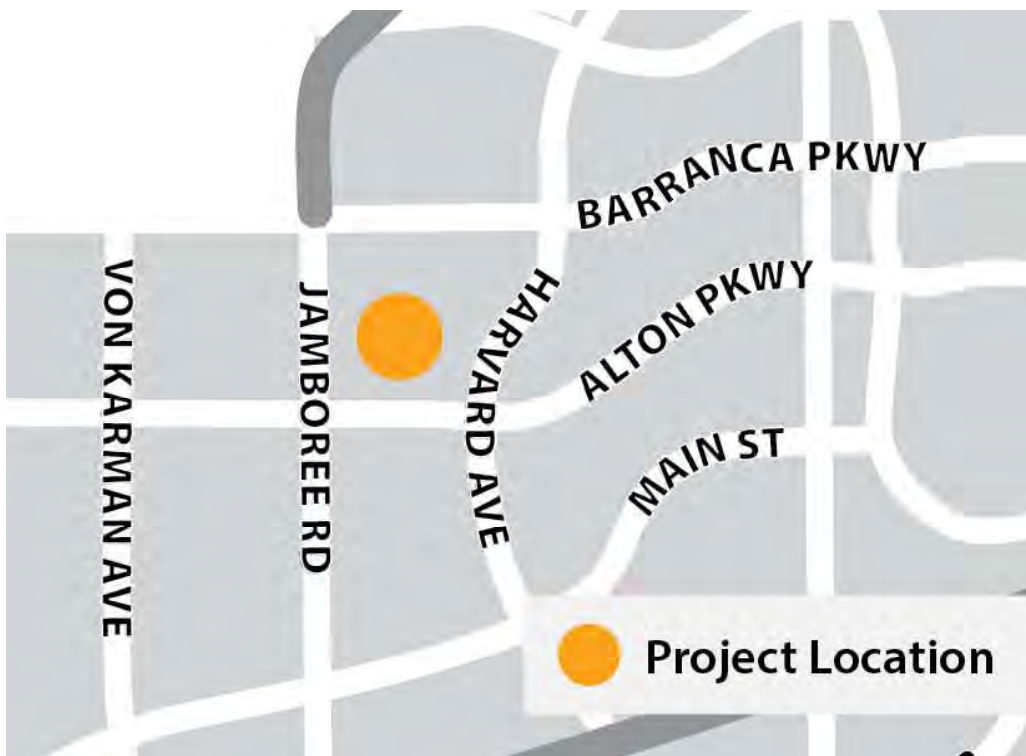 BARRANCA PKWY
VON KARMAN AVE
JAMBOREE RD
HARVARD AVE
ALTON PKWY
MAIN ST
Project Location